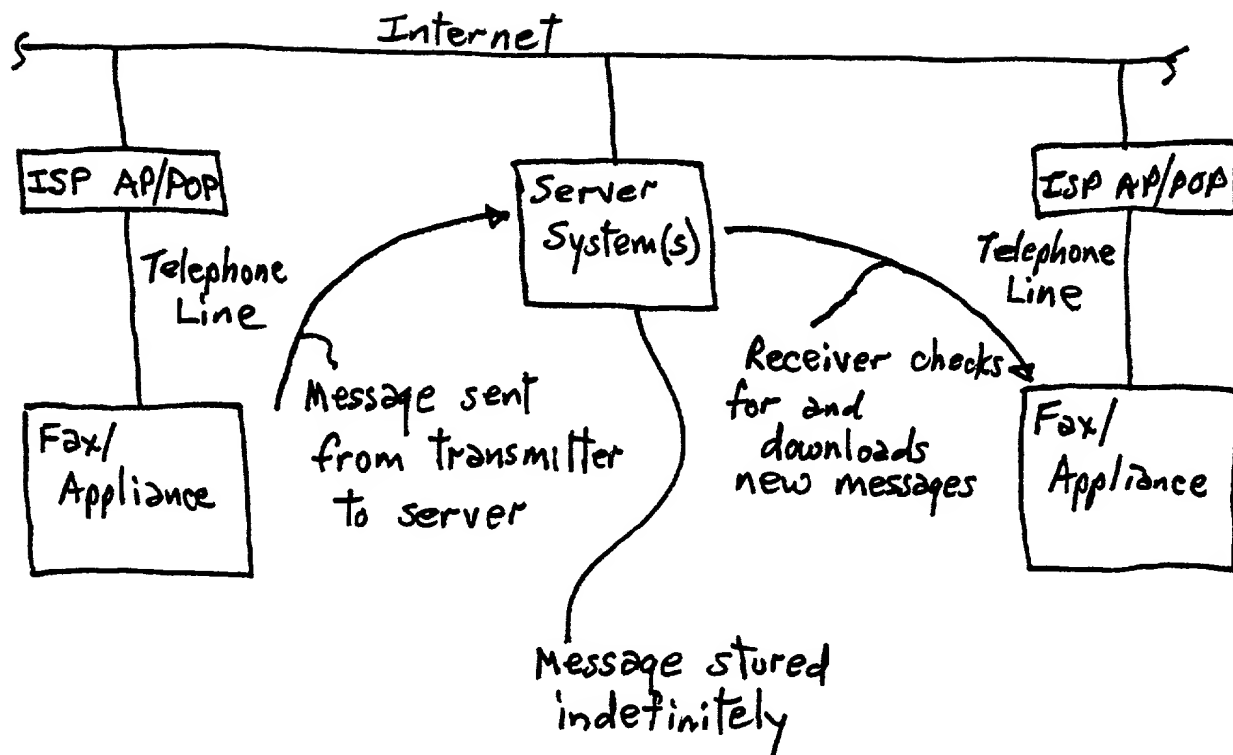 Internet
ISP AP/POP
Server
System(s)
ISP AP/POP
Telephone
Line
Telephone
Line
Message sent
from transmitter
to server
Receiver checks
for and
downloads
new messages
Fax/
Appliance
Fax/
Appliance
Message stured
indefinitely